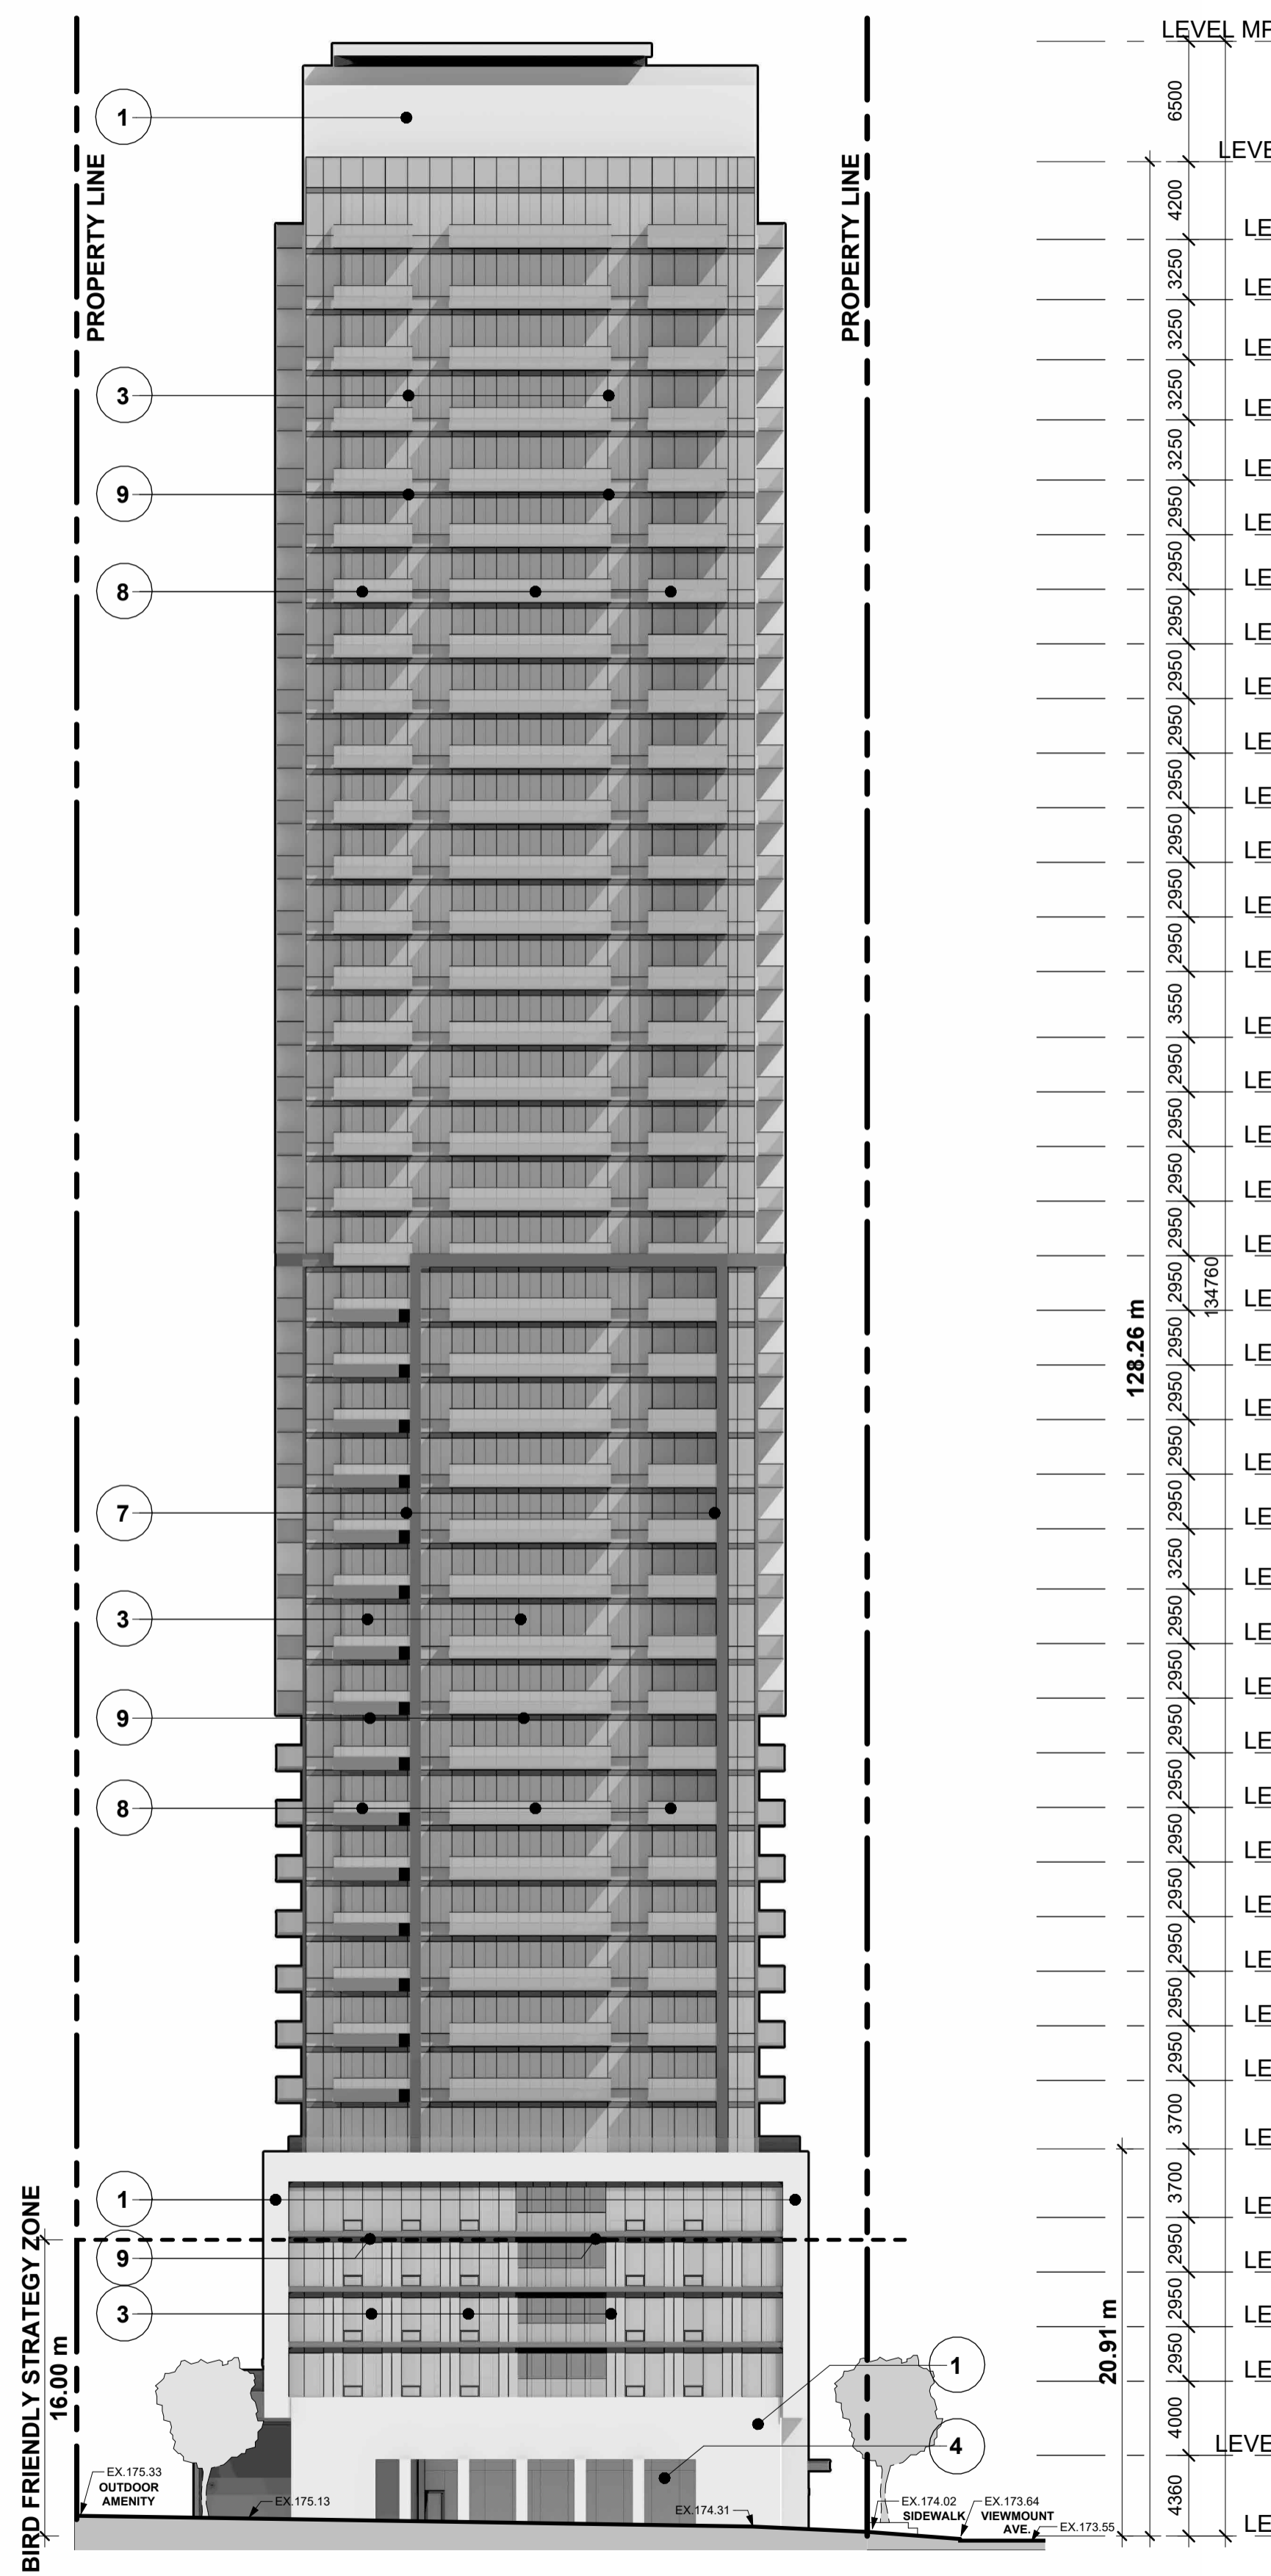 LEVEL MP
6500
LEVE
1
PROPERTY LINE
PROPERTY LINE
4200
LE
3250
LE
3250
LE
3
3250
LE
3250
LE
9
2950
LE
2950
LE
8
2950
LE
2950
LE
2950
LE
2950
LE
2950
LE
2950
LE
2950
LE
3550
LE
2950
LE
2950
LE
2950
LE
2950
LE
2950
134760
LE
128.26 m
2950
LE
2950
LE
2950
LE
7
2950
LE
3250
LE
3
2950
LE
2950
LE
9
2950
LE
2950
LE
8
2950
LE
2950
LE
2950
LE
2950
LE
2950
LE
3700
LE
1
3700
LE
9
2950
LE
3
2950
LE
BIRD FRIENDLY STRATEGY ZONE
16.00 m
20.91 m
2950
LE
1
4000
LEVE
4
4360
EX.175.33
OUTDOOR
AMENITY
EX.175.13
EX.174.31
EX.174.02
SIDEWALK
EX.173.64
VIEWMOUNT
AVE.
EX.173.55
LE